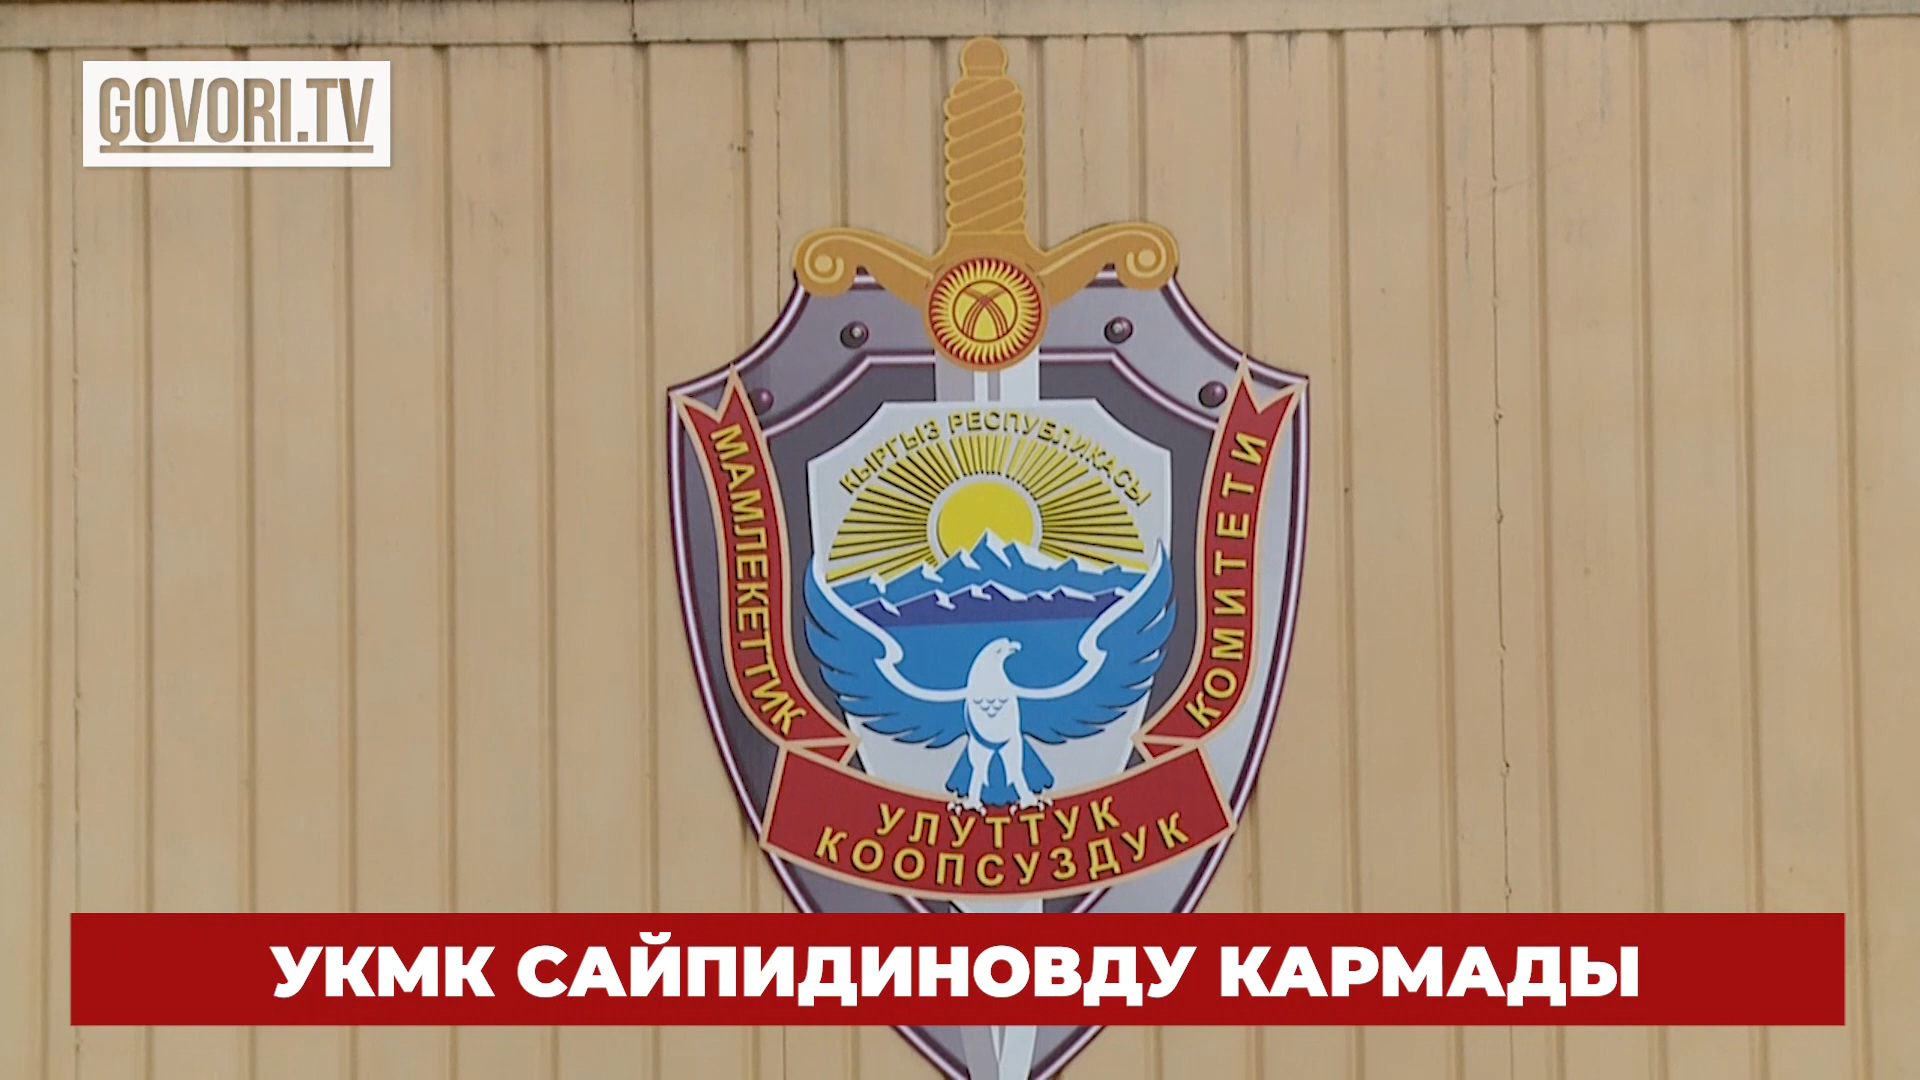 GOVORI.TV
КЫРГЫЗ РЕСПУБЛИКАСЫ
МАМЛЕКЕТТИК
КОМИТЕТИ
УЛУТТУК
КООПСУЗДУК
УКМК САЙПИДИНОВДУ КАРМАДЫ